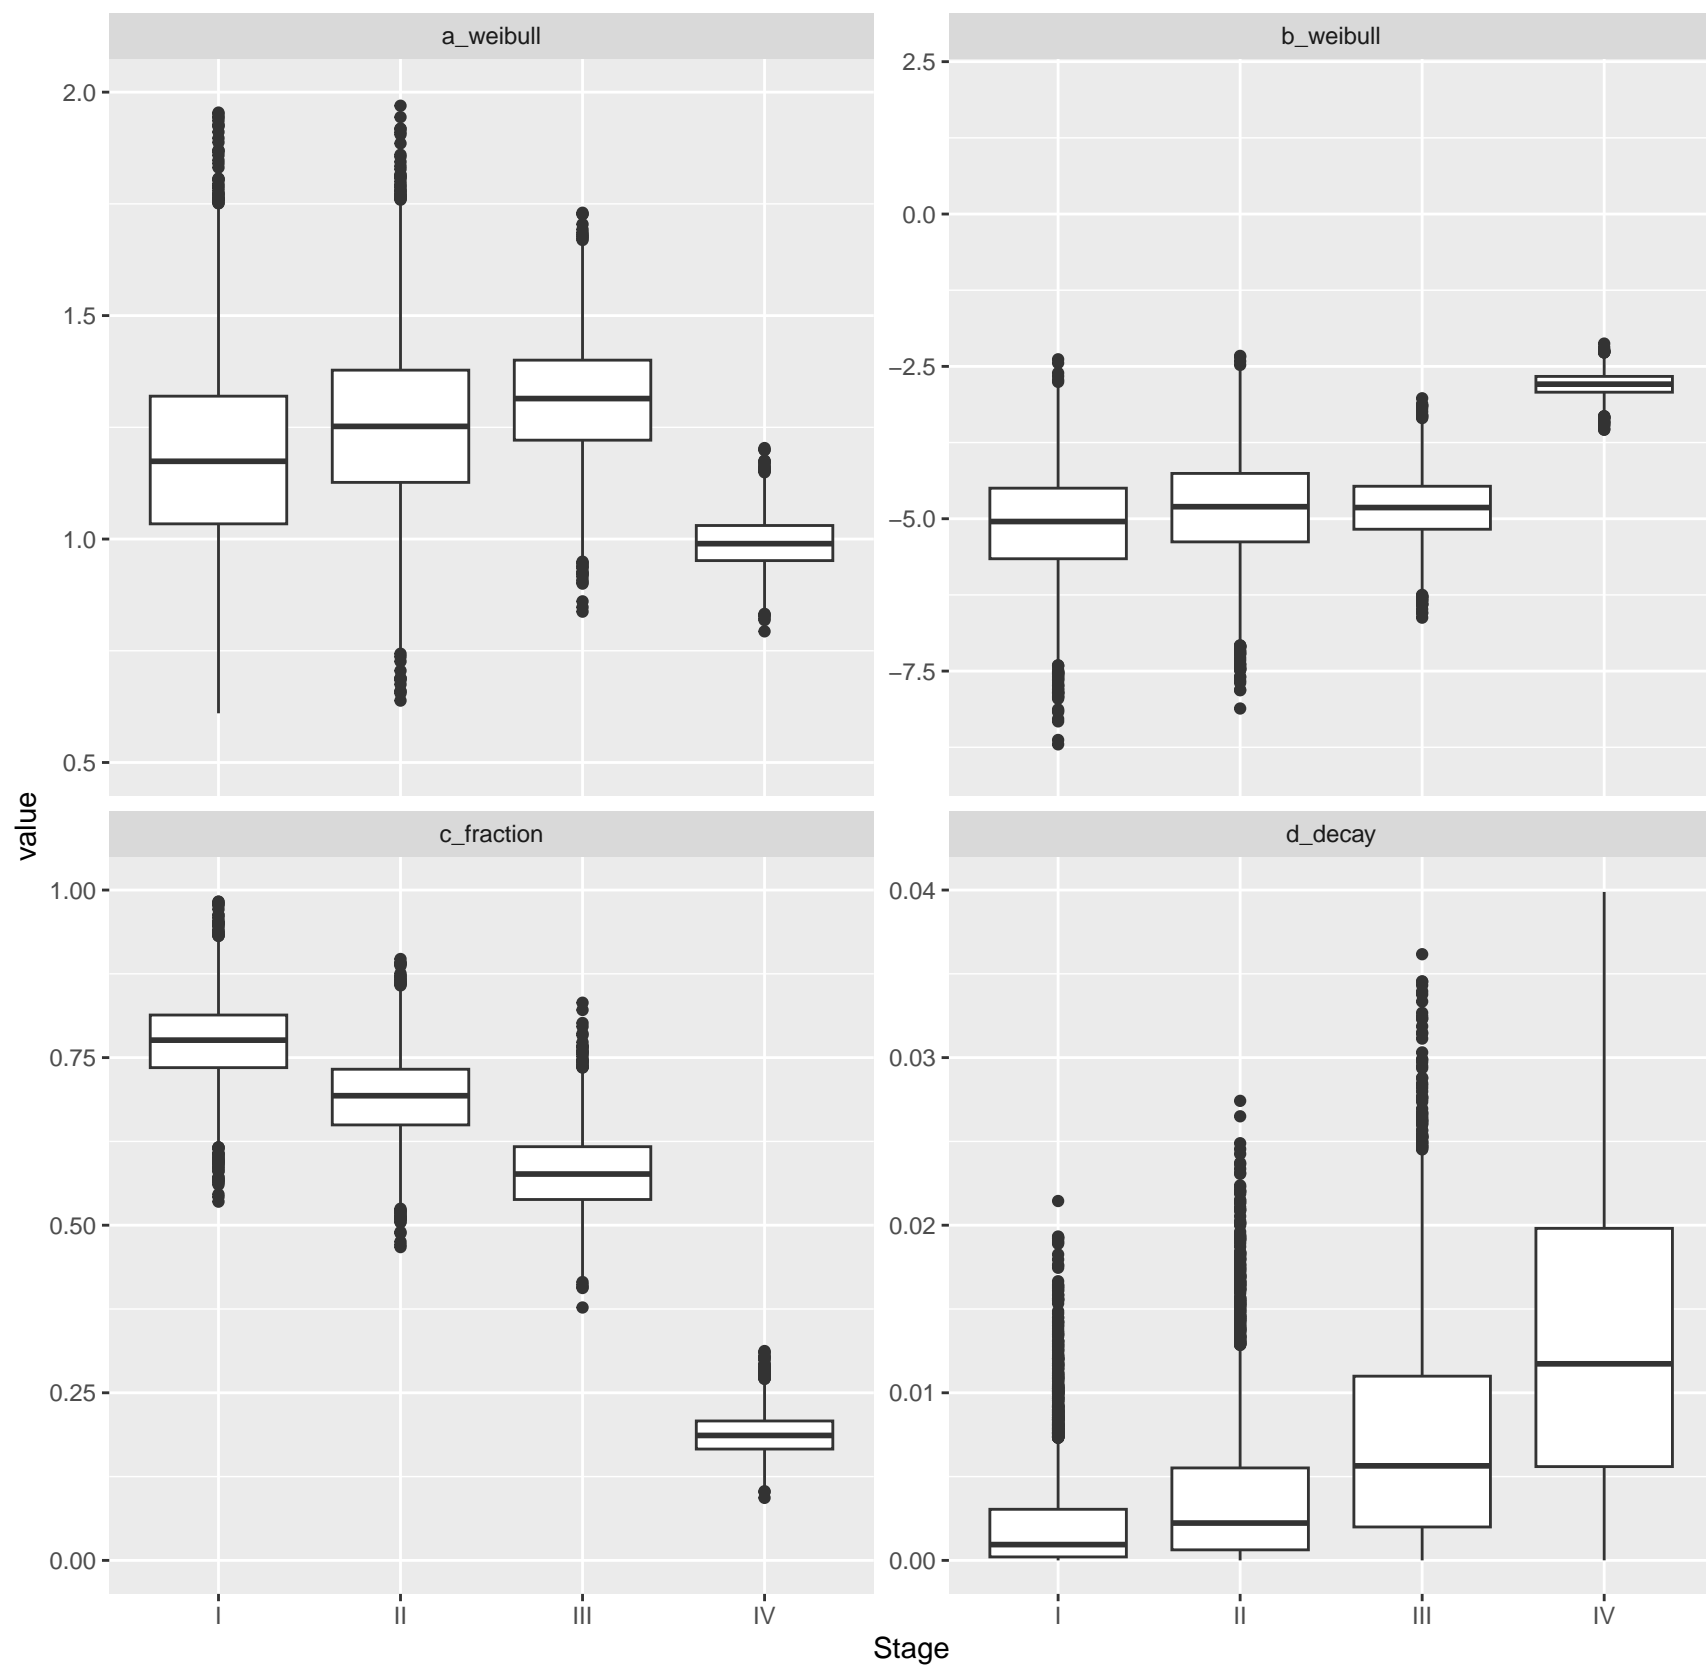 a_weibull
b_weibull
2.0
1.5
1.0
0.5
2.5
0.0
−2.5
−5.0
−7.5
value
c_fraction
d_decay
1.00
0.75
0.50
0.25
0.00
0.04
0.03
0.02
0.01
0.00
I II III IV
I II III IV
Stage